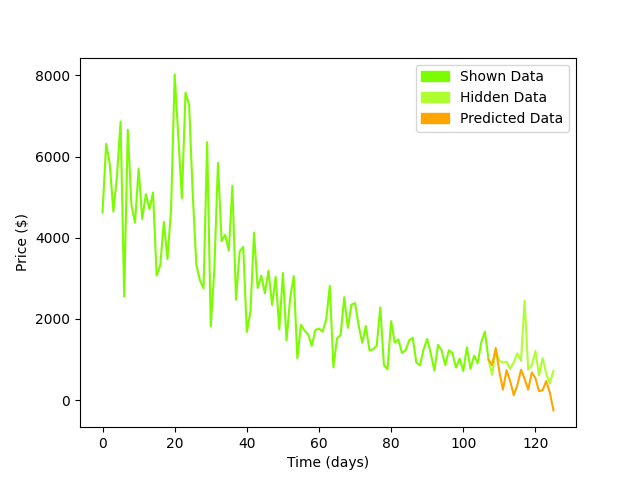 Shown Data
Hidden Data
Predicted Data
8000
6000
4000
2000
0
Price ($)
0 20 40 60 80 100 120
Time (days)